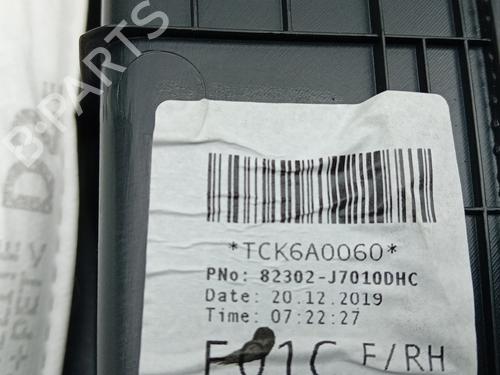 *TCK6A0060*
PNo: 82302-J7010DHC
Date: 20.12.2019
Time: 07:22:27
F/RH
B-PARTS